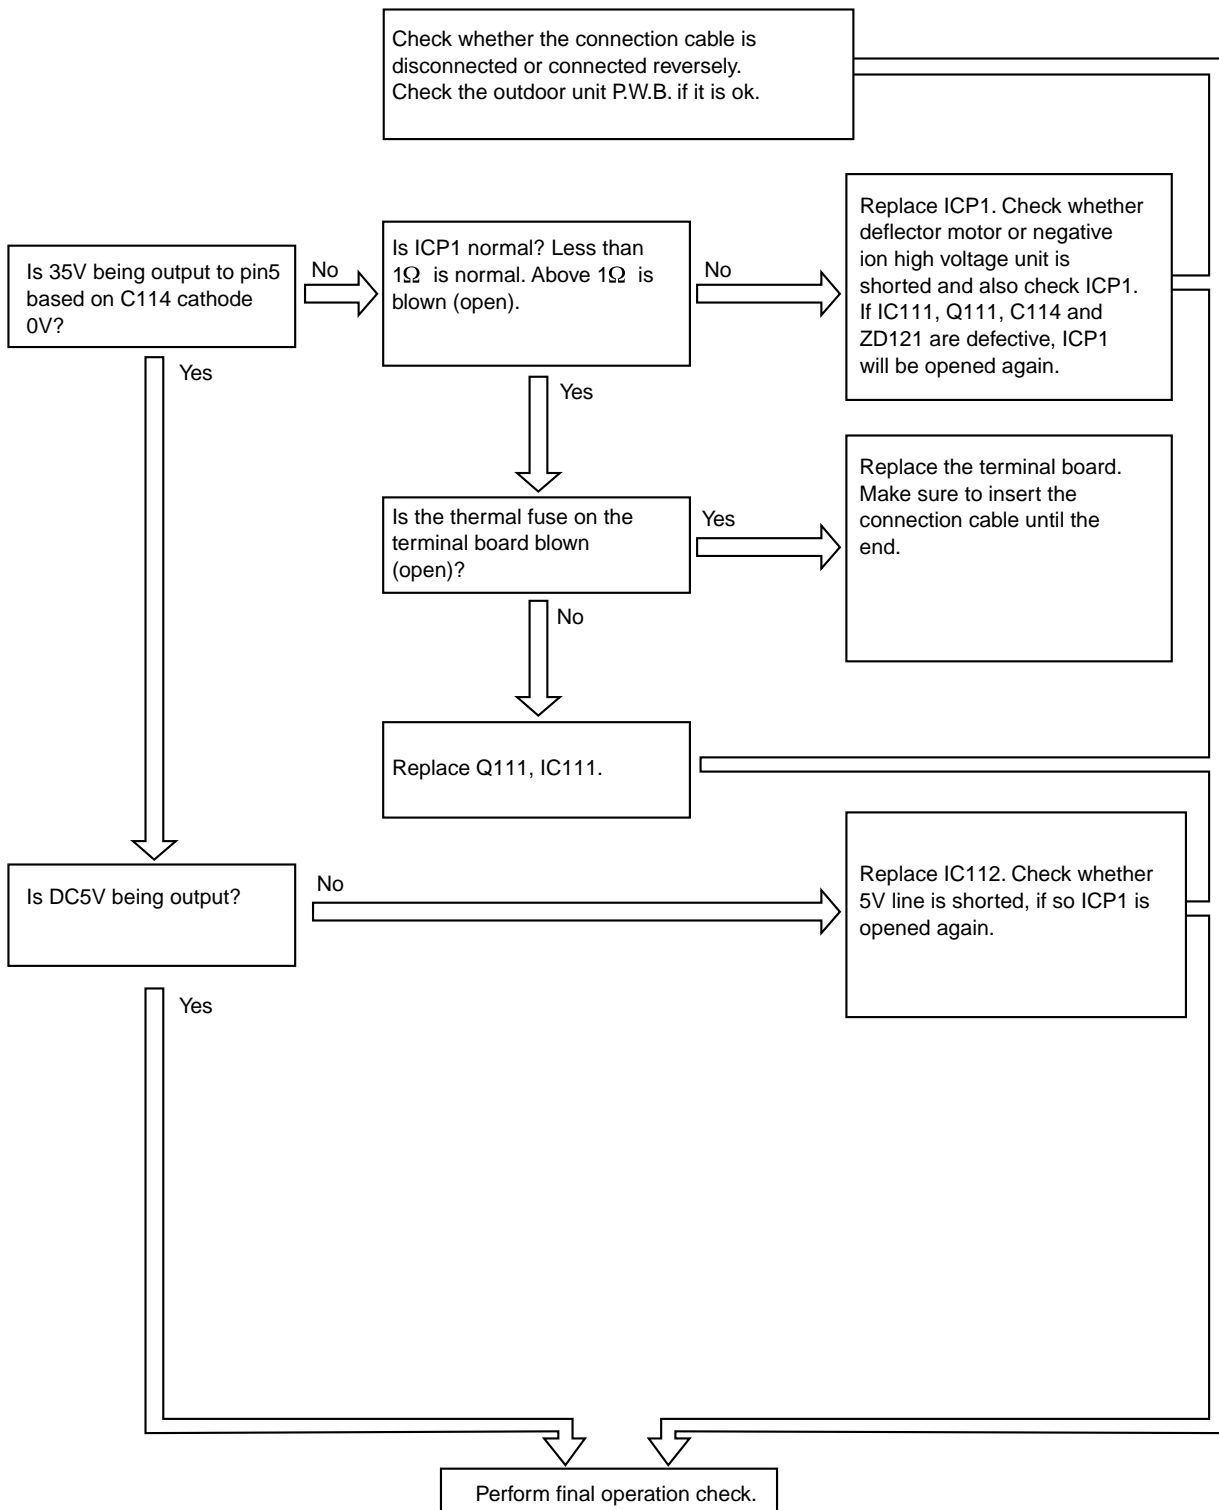 Check whether the connection cable is
disconnected or connected reversely.
Check the outdoor unit P.W.B. if it is ok.
Is 35V being output to pin5
based on C114 cathode
0V?
No
Is ICP1 normal? Less than
1Ω is normal. Above 1Ω is
blown (open).
No
Replace ICP1. Check whether
deflector motor or negative
ion high voltage unit is
shorted and also check ICP1.
If IC111, Q111, C114 and
ZD121 are defective, ICP1
will be opened again.
Yes
Yes
Is the thermal fuse on the
terminal board blown
(open)?
Yes
Replace the terminal board.
Make sure to insert the
connection cable until the
end.
No
Replace Q111, IC111.
Is DC5V being output?
No
Replace IC112. Check whether
5V line is shorted, if so ICP1 is
opened again.
Yes
Perform final operation check.